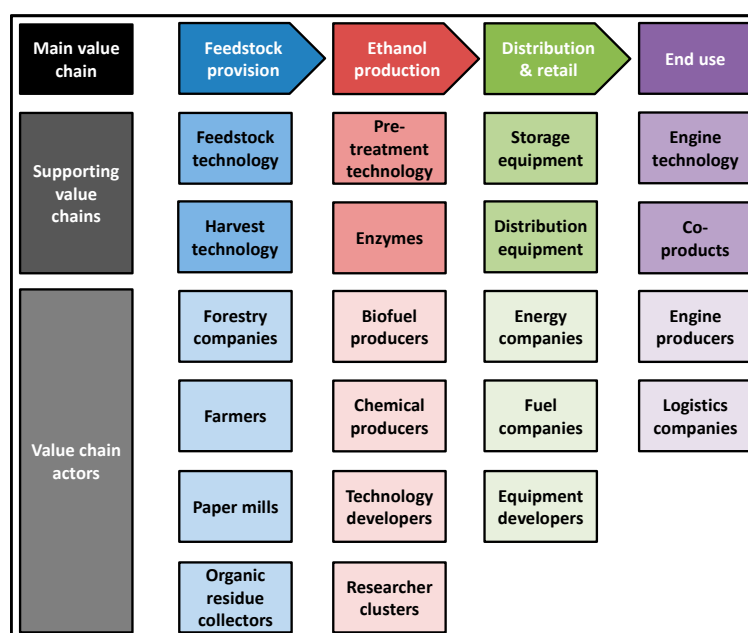 Main value
chain
Feedstock
provision
Ethanol
production
Distribution
& retail
End use
Supporting
value
chains
Feedstock
technology
Pre-
treatment
technology
Storage
equipment
Engine
technology
Harvest
technology
Enzymes
Distribution
equipment
Co-
products
Value chain
actors
Forestry
companies
Biofuel
producers
Energy
companies
Engine
producers
Farmers
Chemical
producers
Fuel
companies
Logistics
companies
Paper mills
Technology
developers
Equipment
developers
Organic
residue
collectors
Researcher
clusters